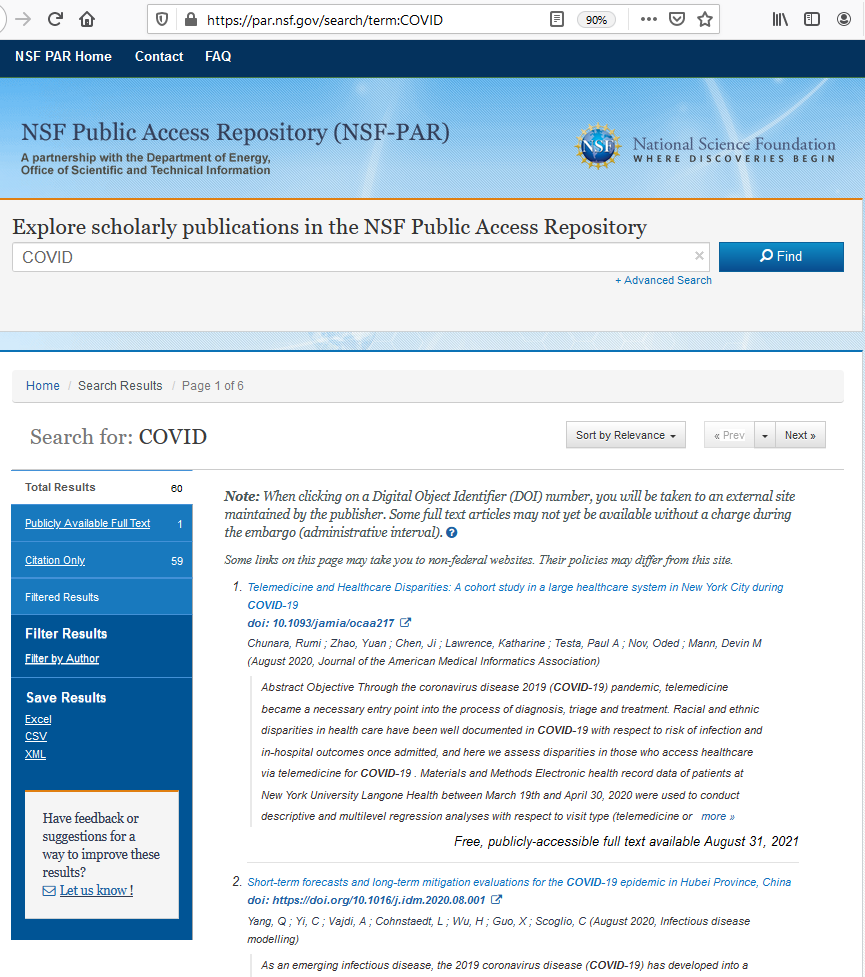 https://par.nsf.gov/search/term:COVID
90%
NSF PAR Home Contact FAQ
NSF Public Access Repository (NSF-PAR)
A partnership with the Department of Energy,
Office of Scientific and Technical Information
NSF
National Science Foundation
WHERE DISCOVERIES BEGIN
Explore scholarly publications in the NSF Public Access Repository
COVID ×
Find
+ Advanced Search
Home / Search Results / Page 1 of 6
Search for: COVID
Sort by Relevance
« Prev
Next »
Total Results 60
Publicly Available Full Text 1
Citation Only 59
Filtered Results
Filter Results
Filter by Author
Save Results
Excel
CSV
XML
Have feedback or
suggestions for a
way to improve these
results?
Let us know !
Note: When clicking on a Digital Object Identifier (DOI) number, you will be taken to an external site
maintained by the publisher. Some full text articles may not yet be available without a charge during
the embargo (administrative interval). ?
Some links on this page may take you to non-federal websites. Their policies may differ from this site.
1. Telemedicine and Healthcare Disparities: A cohort study in a large healthcare system in New York City during
COVID-19
doi: 10.1093/jamia/ocaa217
Chunara, Rumi ; Zhao, Yuan ; Chen, Ji ; Lawrence, Katharine ; Testa, Paul A ; Nov, Oded ; Mann, Devin M
(August 2020, Journal of the American Medical Informatics Association)
Abstract Objective Through the coronavirus disease 2019 (COVID-19) pandemic, telemedicine
became a necessary entry point into the process of diagnosis, triage and treatment. Racial and ethnic
disparities in health care have been well documented in COVID-19 with respect to risk of infection and
in-hospital outcomes once admitted, and here we assess disparities in those who access healthcare
via telemedicine for COVID-19 . Materials and Methods Electronic health record data of patients at
New York University Langone Health between March 19th and April 30, 2020 were used to conduct
descriptive and multilevel regression analyses with respect to visit type (telemedicine or more »
Free, publicly-accessible full text available August 31, 2021
2. Short-term forecasts and long-term mitigation evaluations for the COVID-19 epidemic in Hubei Province, China
doi: https://doi.org/10.1016/j.idm.2020.08.001
Yang, Q ; Yi, C ; Vajdi, A ; Cohnstaedt, L ; Wu, H ; Guo, X ; Scoglio, C (August 2020, Infectious disease
modelling)
As an emerging infectious disease, the 2019 coronavirus disease (COVID-19) has developed into a